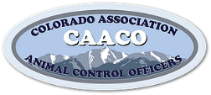 COLORADO ASSOCIATION
CAACO
ANIMAL CONTROL OFFICERS